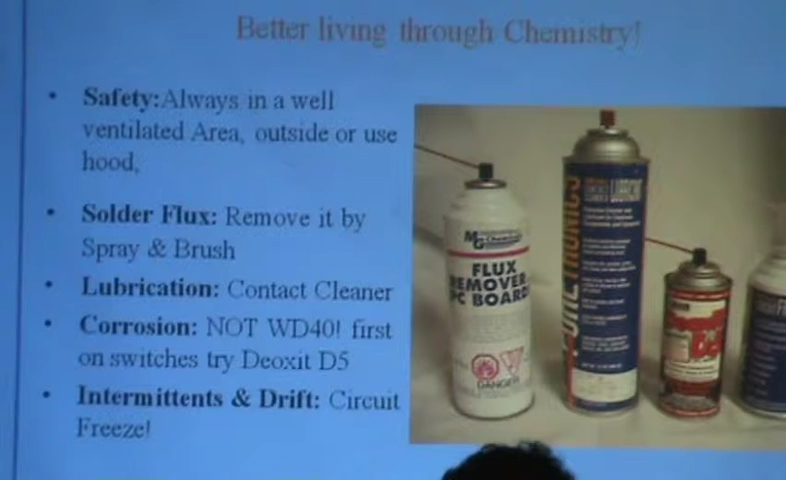 Better living through Chemistry!
• Safety:Always in a well
ventilated Area, outside or use
hood,
• Solder Flux: Remove it by
Spray & Brush
• Lubrication: Contact Cleaner
• Corrosion: NOT WD40! first
on switches try Deoxit D5
• Intermittents & Drift: Circuit
Freeze!
MG Chemicals
FLUX
REMOVER
PC BOARD
DANGER